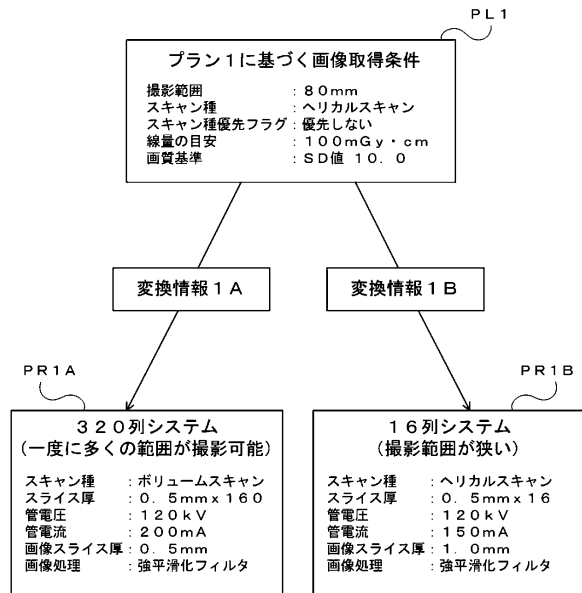 PL1
プラン1に基づく画像取得条件
撮影範囲 :80mm
スキャン種 :ヘリカルスキャン
スキャン種優先フラグ:優先しない
線量の目安 :100mGy・cm
画質基準 :SD値 10.0
変換情報1A
変換情報1B
PR1A
320列システム
(一度に多くの範囲が撮影可能)
スキャン種 :ボリュームスキャン
スライス厚 :0.5mmx160
管電圧 :120kV
管電流 :200mA
画像スライス厚:0.5mm
画像処理 :強平滑化フィルタ
PR1B
16列システム
(撮影範囲が狭い)
スキャン種 :ヘリカルスキャン
スライス厚 :0.5mmx16
管電圧 :120kV
管電流 :150mA
画像スライス厚:1.0mm
画像処理 :強平滑化フィルタ